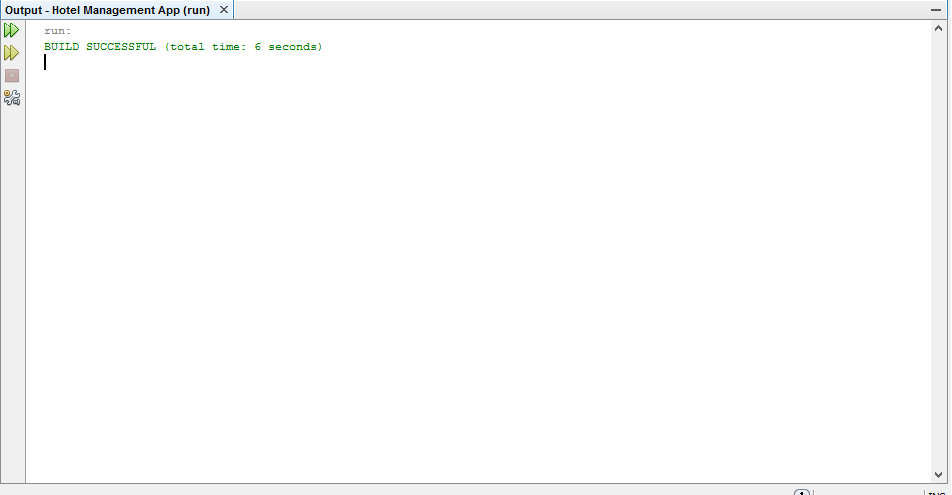 Output - Hotel Management App (run)
run:
BUILD SUCCESSFUL (total time: 6 seconds)